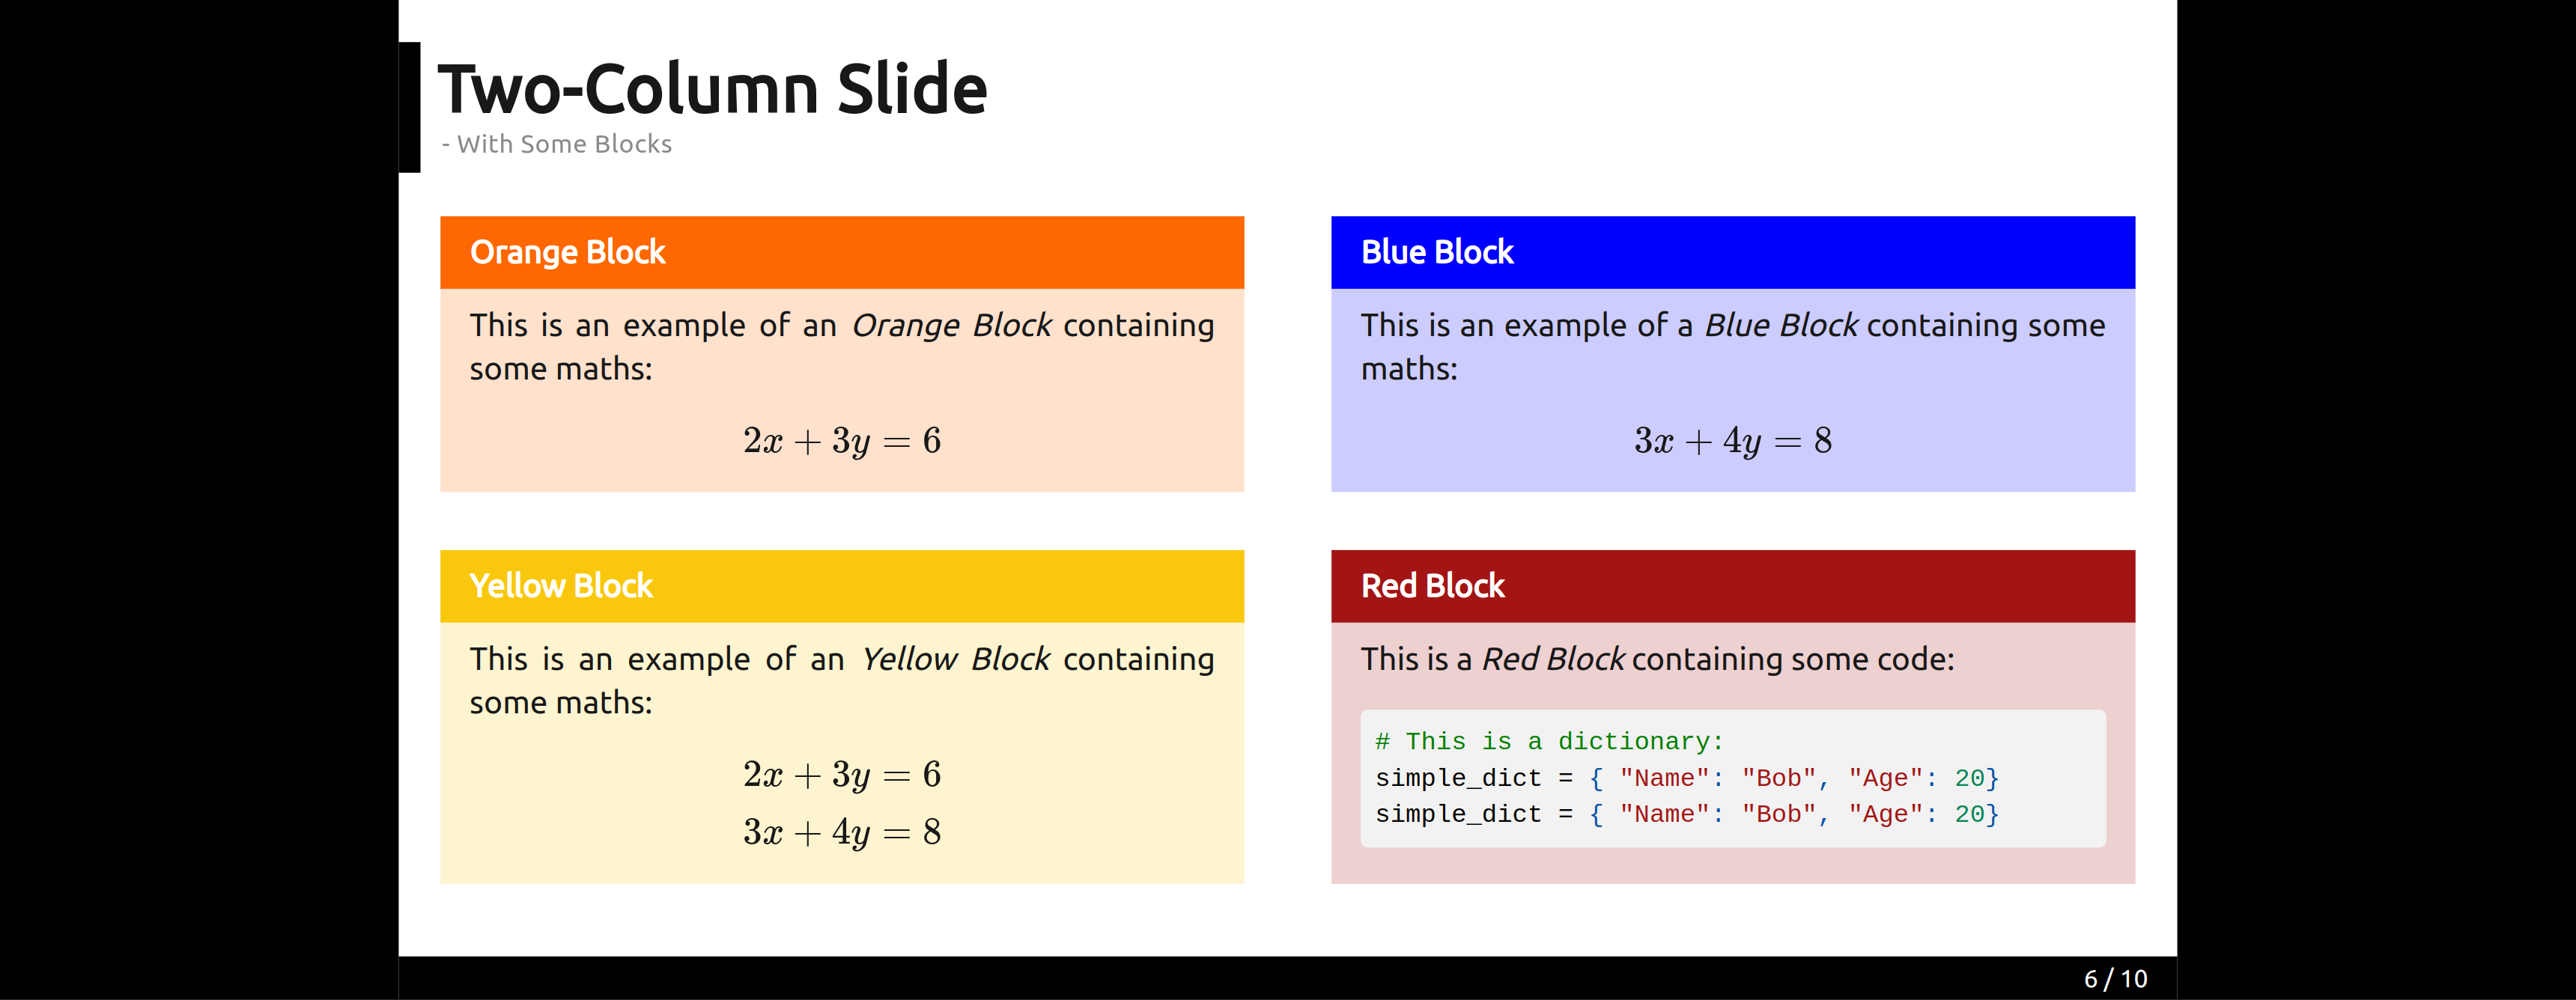 Two-Column Slide
- With Some Blocks
Orange Block
This is an example of an Orange Block containing
some maths:
2x + 3y = 6
Yellow Block
This is an example of an Yellow Block containing
some maths:
2x + 3y = 6
3x + 4y = 8
Blue Block
This is an example of a Blue Block containing some
maths:
3x + 4y = 8
Red Block
This is a Red Block containing some code:
# This is a dictionary:
simple_dict = { "Name": "Bob", "Age": 20}
simple_dict = { "Name": "Bob", "Age": 20}
6 / 10